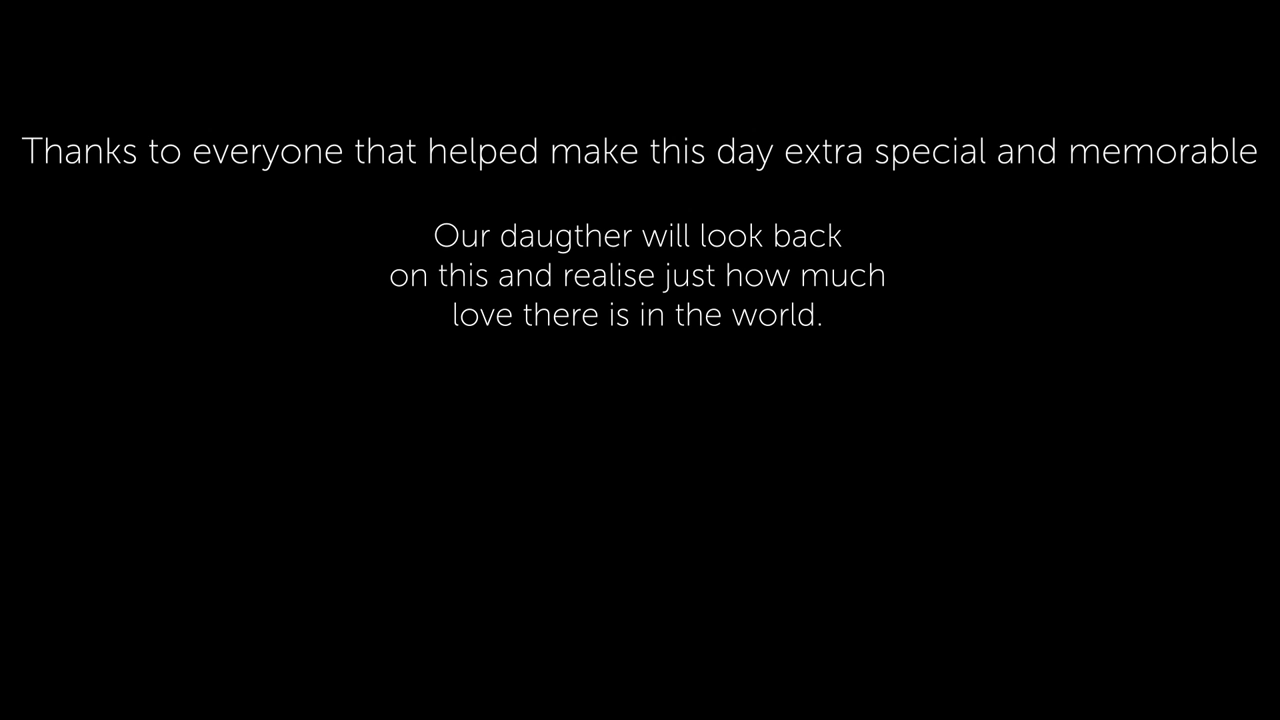 Thanks to everyone that helped make this day extra special and memorable
Our daugther will look back
on this and realise just how much
love there is in the world.